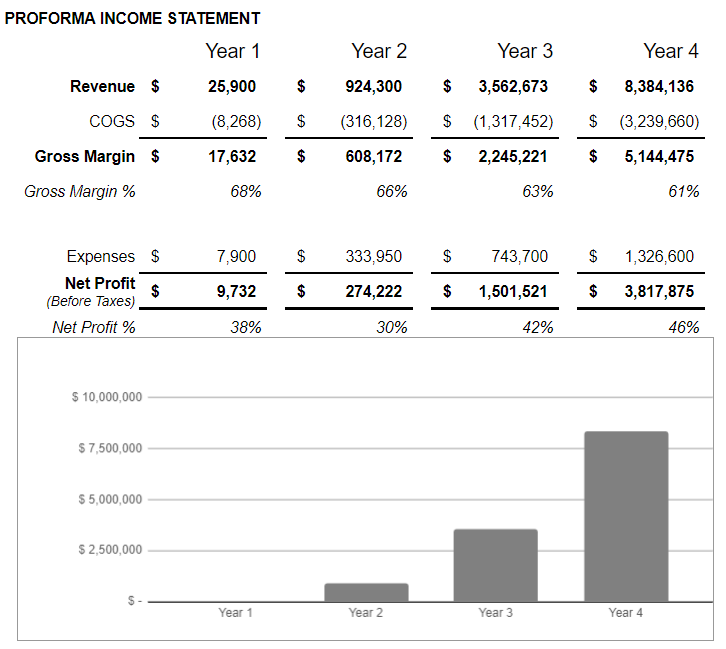 PROFORMA INCOME STATEMENT
Year 1 Year 2 Year 3 Year 4
Revenue $ 25,900 $ 924,300 $ 3,562,673 $ 8,384,136
COGS $ (8,268) $ (316,128) $ (1,317,452) $ (3,239,660)
Gross Margin $ 17,632 $ 608,172 $ 2,245,221 $ 5,144,475
Gross Margin % 68% 66% 63% 61%
Expenses $ 7,900 $ 333,950 $ 743,700 $ 1,326,600
Net Profit
(Before Taxes) $ 9,732 $ 274,222 $ 1,501,521 $ 3,817,875
Net Profit % 38% 30% 42% 46%
$ 10,000,000
$ 7,500,000
$ 5,000,000
$ 2,500,000
$ -
Year 1 Year 2 Year 3 Year 4